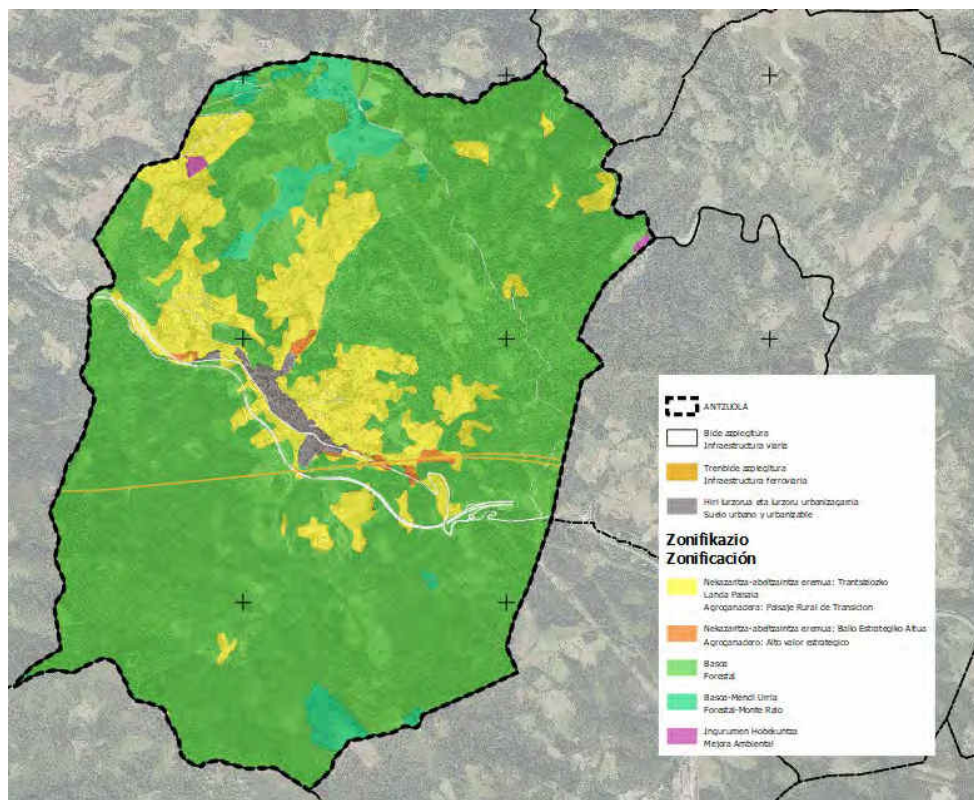 ANTZUOLA
Bide azpiegitura
Infraestructura viaria
Trenbide azpiegitura
Infraestructura ferroviaria
Hiri lurzorua eta lurzoru urbanizagarria
Suelo urbano y urbanizable
Zonifikazio
Zonificación
Nekazaritza-abeltzaintza eremua: Trantsiziozko
Landa Paisaia
Agroganadera: Paisaje Rural de Transicion
Nekazaritza-abeltzaintza eremua: Balio Estrategiko Altua
Agroganadero: Alto valor estrategico
Basoa
Forestal
Basoa-Mendi Urria
Forestal-Monte Ralo
Ingurumen Hobekuntza
Mejora Ambiental